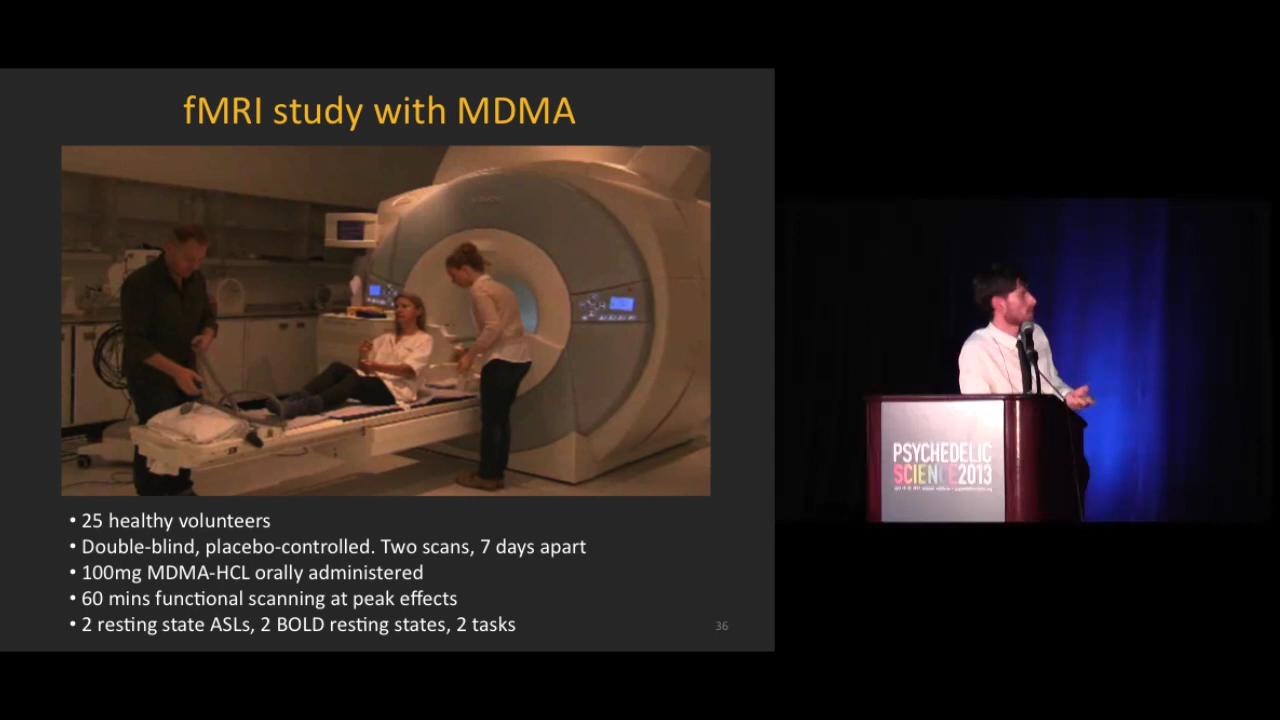 fMRI study with MDMA
• 25 healthy volunteers
• Double-blind, placebo-controlled. Two scans, 7 days apart
• 100mg MDMA-HCL orally administered
• 60 mins functional scanning at peak effects
• 2 resting state ASLs, 2 BOLD resting states, 2 tasks
36
PSYCHEDELIC
SCIENCE2013